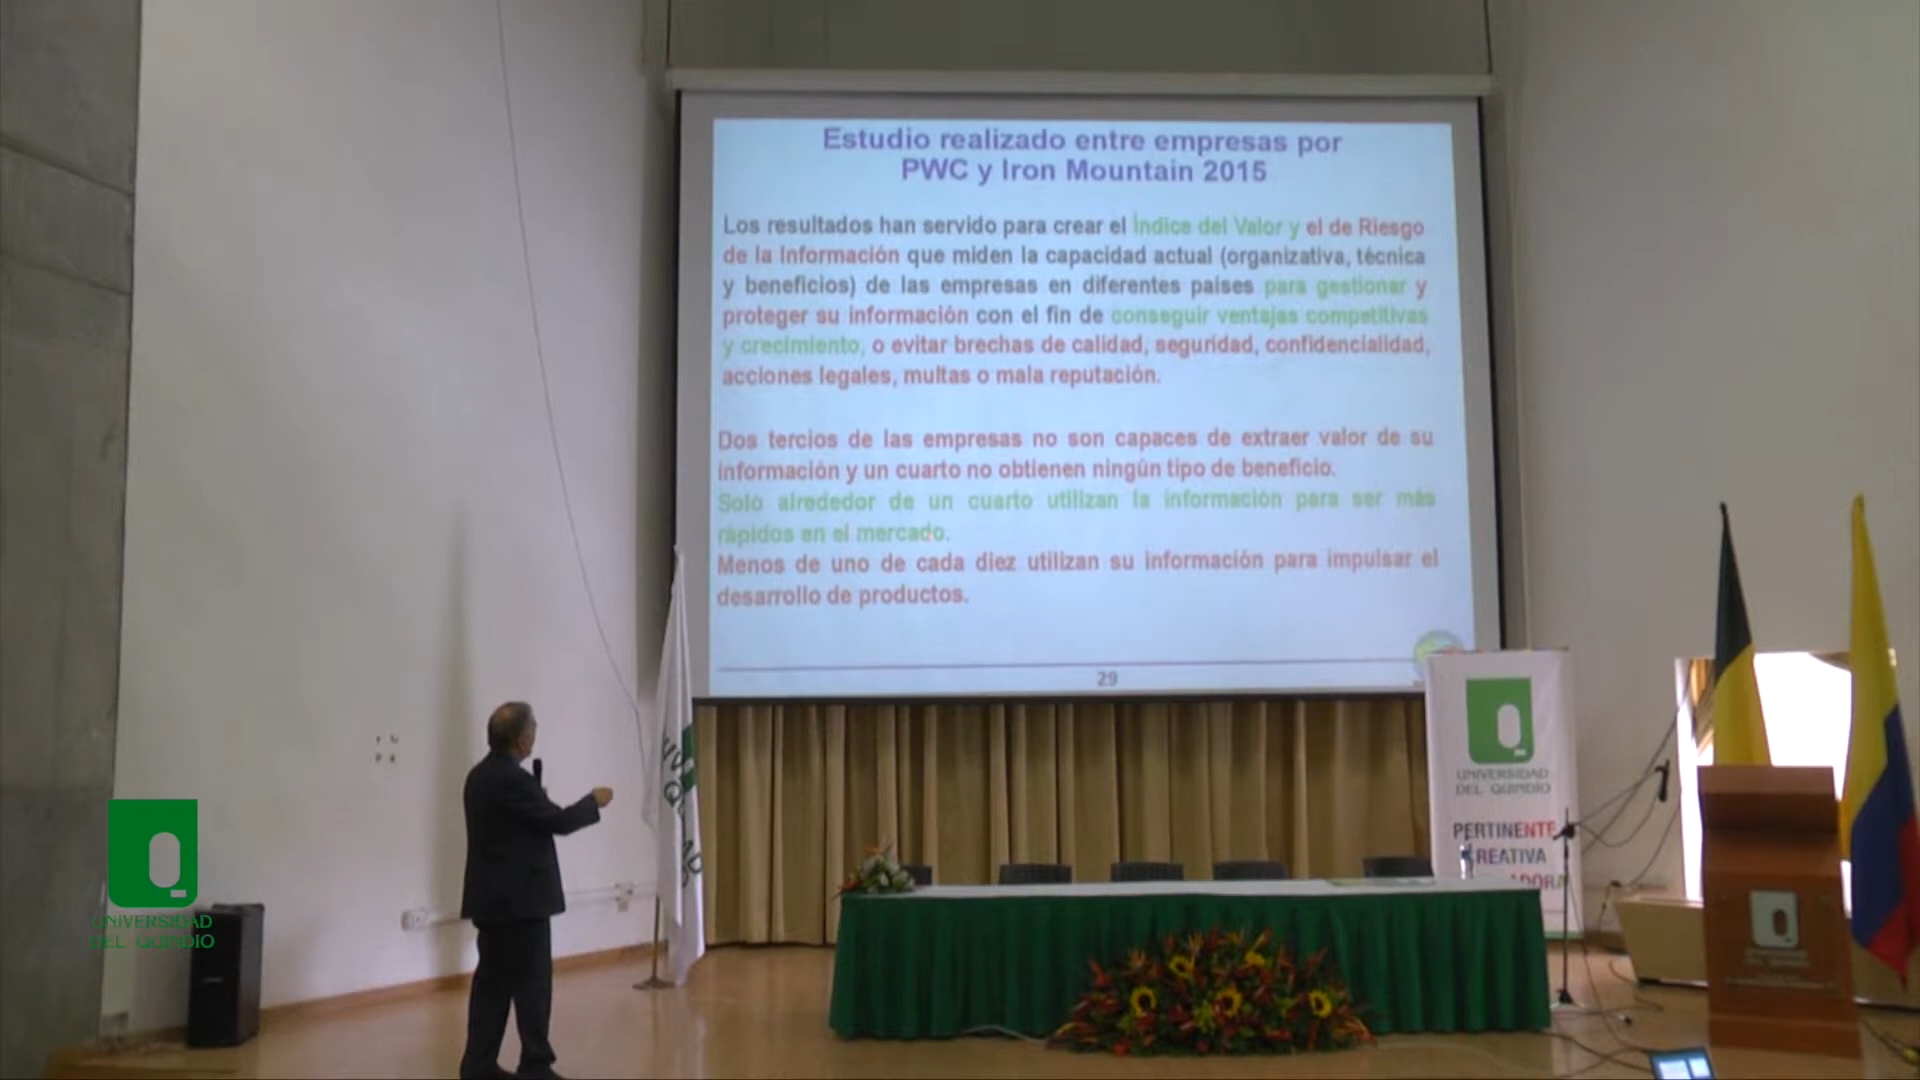 Estudio realizado entre empresas por
PWC y Iron Mountain 2015
Los resultados han servido para crear el Índice del Valor y el de Riesgo
de la Información que miden la capacidad actual (organizativa, técnica
y beneficios) de las empresas en diferentes paises para gestionar y
proteger su información con el fin de conseguir ventajas competitivas
y crecimiento, o evitar brechas de calidad, seguridad, confidencialidad,
acciones legales, multas o mala reputación.
Dos tercios de las empresas no son capaces de extraer valor de su
información y un cuarto no obtienen ningún tipo de beneficio.
Solo alrededor de un cuarto utilizan la información para ser más
rápidos en el mercado.
Menos de uno de cada diez utilizan su información para impulsar el
desarrollo de productos.
29
UNIVERSIDAD
DEL QUINDIO
PERTINENTE
CREATIVA
UNIVERSIDAD
DEL QUINDIO